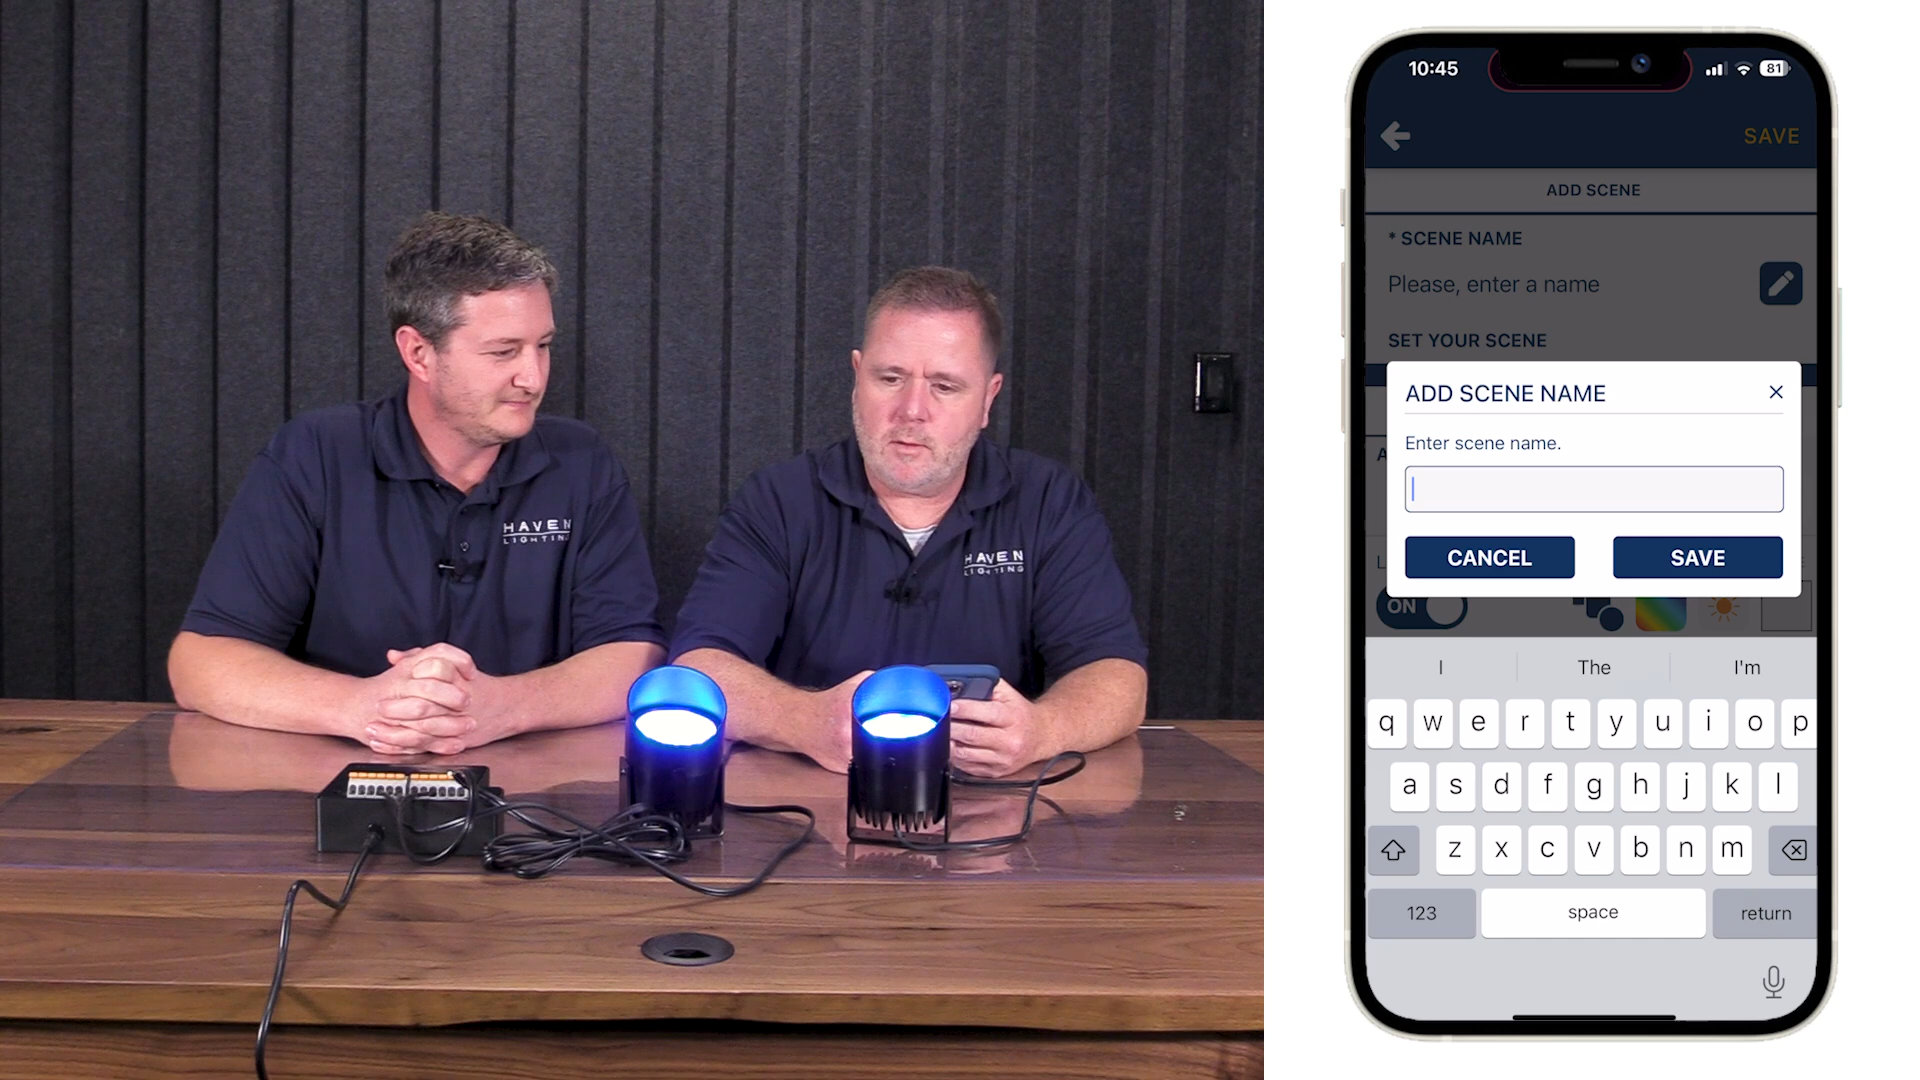 HAVEN
LIGHTING
HAVEN
LIGHTING
10:45
81
SAVE
ADD SCENE
* SCENE NAME
Please, enter a name
SET YOUR SCENE
ADD SCENE NAME
Enter scene name.
CANCEL
SAVE
ON
I The I'm
q w e r t y u i o p
a s d f g h j k l
z x c v b n m
123 space return